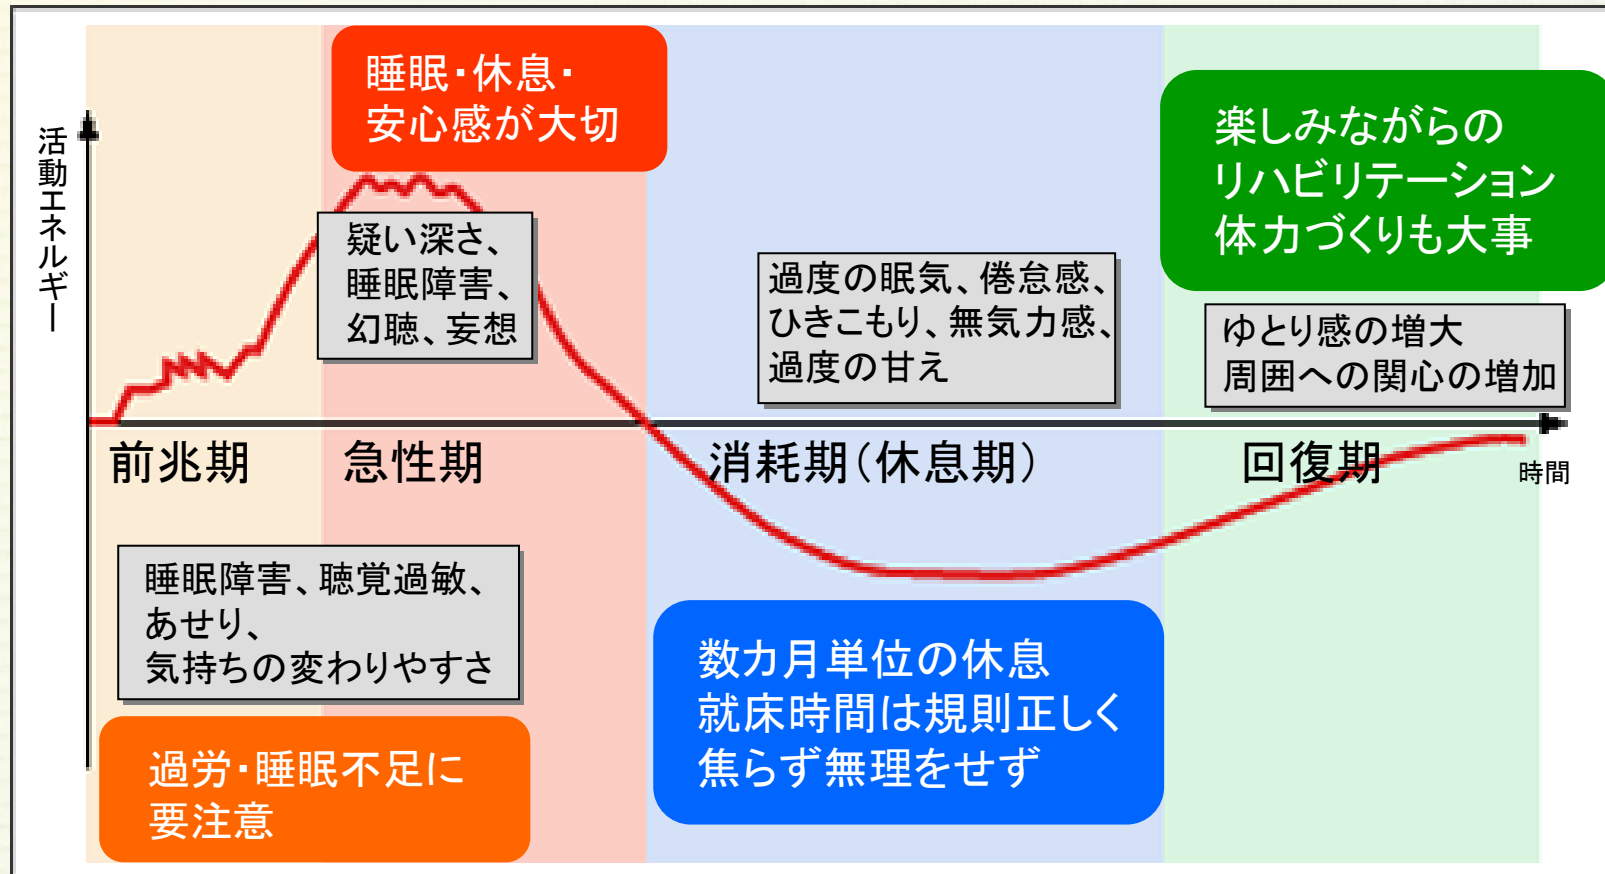 活動エネルギー
睡眠・休息・
安心感が大切
疑い深さ、
睡眠障害、
幻聴、妄想
過度の眠気、倦怠感、
ひきこもり、無気力感、
過度の甘え
楽しみながらの
リハビリテーション
体力づくりも大事
ゆとり感の増大
周囲への関心の増加
前兆期
急性期
消耗期（休息期）
回復期
時間
睡眠障害、聴覚過敏、
あせり、
気持ちの変わりやすさ
過労・睡眠不足に
要注意
数カ月単位の休息
就床時間は規則正しく
焦らず無理をせず